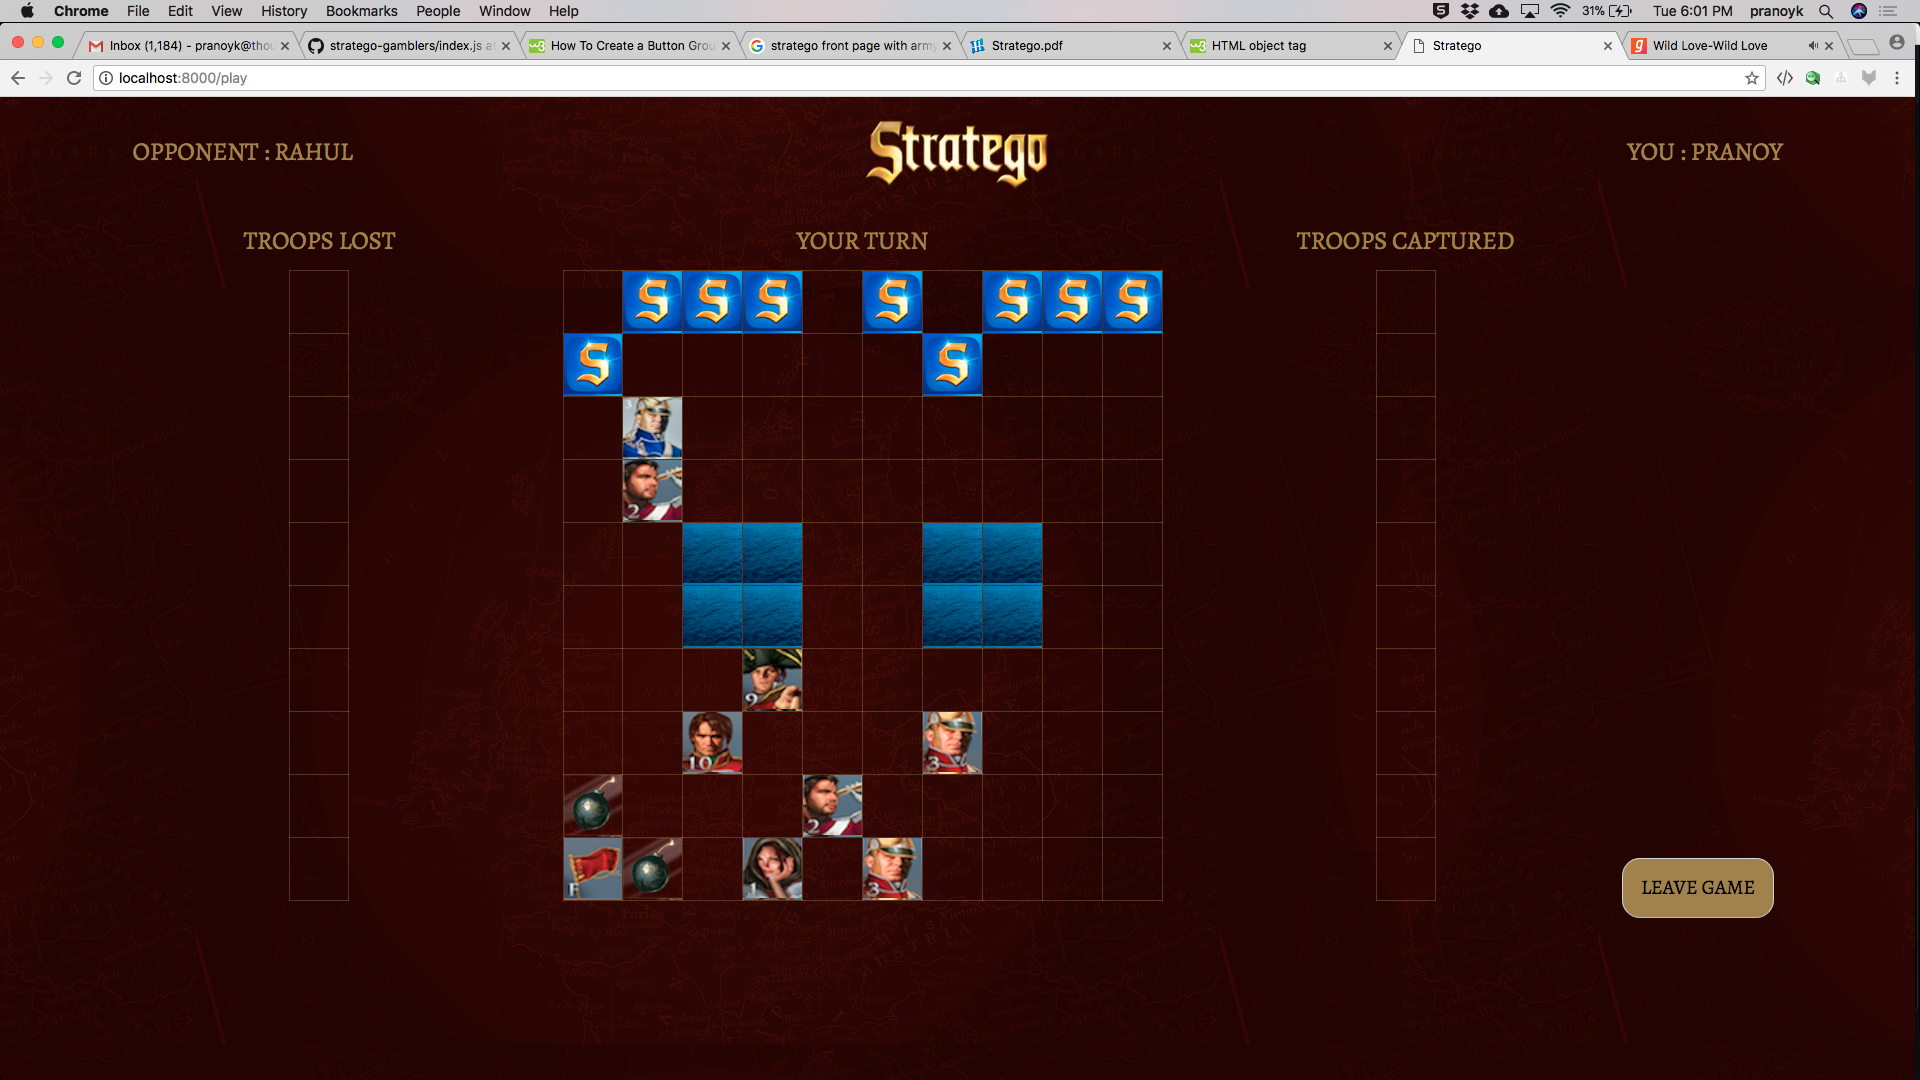 Chrome File Edit View History Bookmarks People Window Help 31% Tue 6:01 PM pranoyk
Inbox (1,184) - pranoyk@thou stratego-gamblers/index.js at How To Create a Button Grou stratego front page with army Stratego.pdf HTML object tag Stratego Wild Love-Wild Love
localhost:8000/play
OPPONENT : RAHUL
Stratego
YOU : PRANOY
TROOPS LOST
YOUR TURN
TROOPS CAPTURED
S S S S S S S
S S
3
2
9
10 3
2
F 1 3
LEAVE GAME